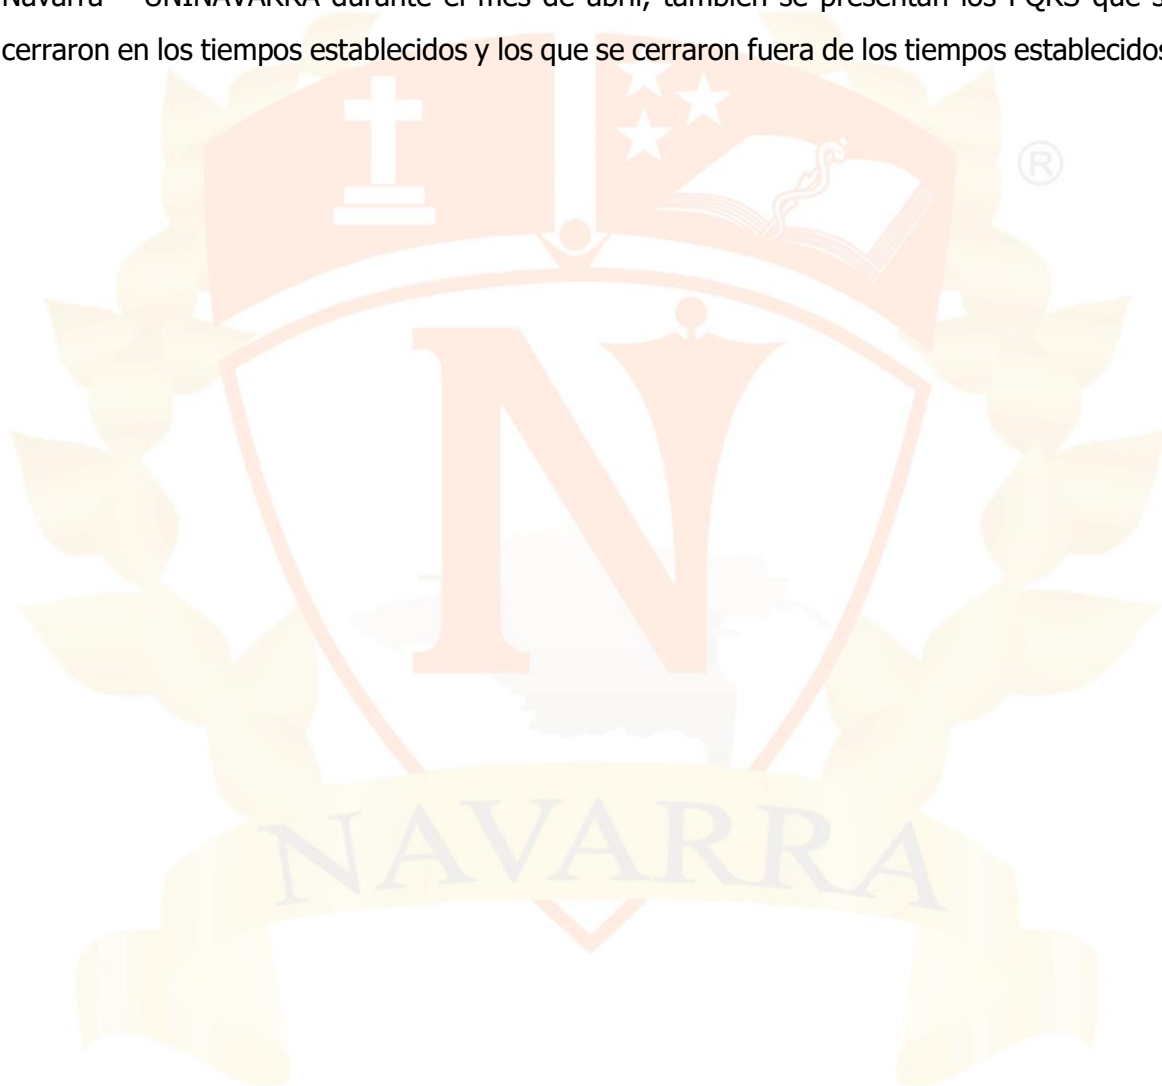 Navarra – UNINAVARRA durante el mes de abril, también se presentan los PQRS que s
cerraron en los tiempos establecidos y los que se cerraron fuera de los tiempos establecidos
®
N
NAVARRA